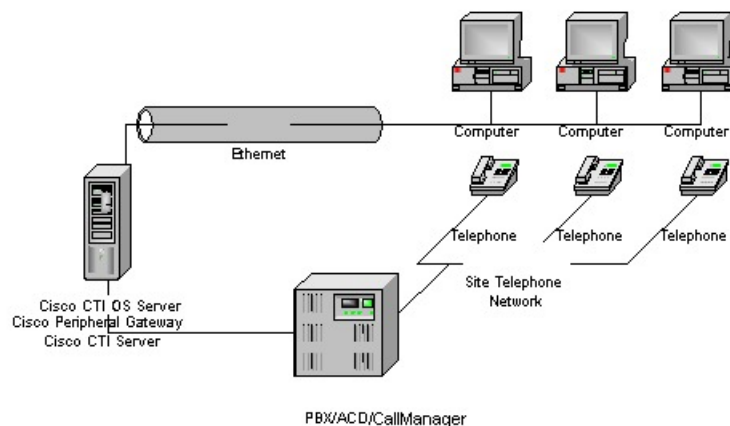 Computer
Computer
Computer
Ethernet
Telephone
Telephone
Telephone
Site Telephone
Network
Cisco CTI OS Server
Cisco Peripheral Gateway
Cisco CTI Server
PBX/ACD/CallManager